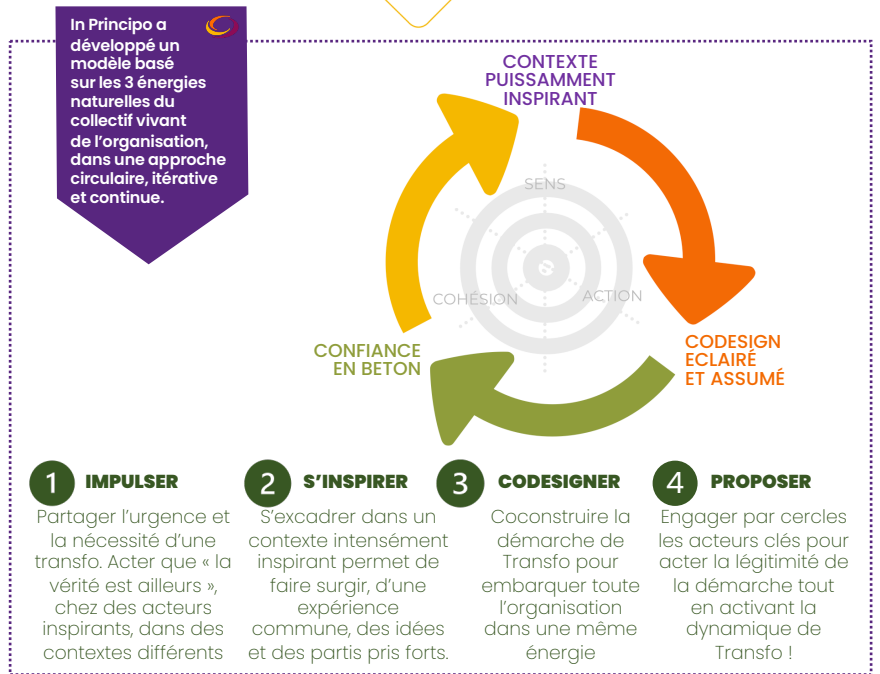 In Principo a
développé un
modèle basé
sur les 3 énergies
naturelles du
collectif vivant
de l'organisation,
dans une approche
circulaire, itérative
et continue.
CONTEXTE
PUISSAMMENT
INSPIRANT
SENS
COHÉSION
ACTION
CONFIANCE
EN BETON
CODESIGN
ECLAIRÉ
ET ASSUMÉ
1 IMPULSER
Partager l'urgence et
la nécessité d'une
transfo. Acter que « la
vérité est ailleurs »,
chez des acteurs
inspirants, dans des
contextes différents
2 S'INSPIRER
S'excadrer dans un
contexte intensément
inspirant permet de
faire surgir, d'une
expérience
commune, des idées
et des partis pris forts.
3 CODESIGNER
Coconstruire la
démarche de
Transfo pour
embarquer toute
l'organisation
dans une même
énergie
4 PROPOSER
Engager par cercles
les acteurs clés pour
acter la légitimité de
la démarche tout
en activant la
dynamique de
Transfo !